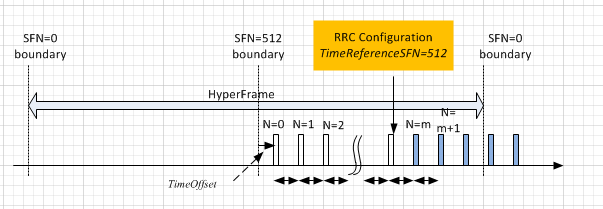 SFN=0
boundary
SFN=512
boundary
RRC Configuration
TimeReferenceSFN=512
SFN=0
boundary
HyperFrame
N=0
N=1
N=2
N=m
N=
m+1
TimeOffset